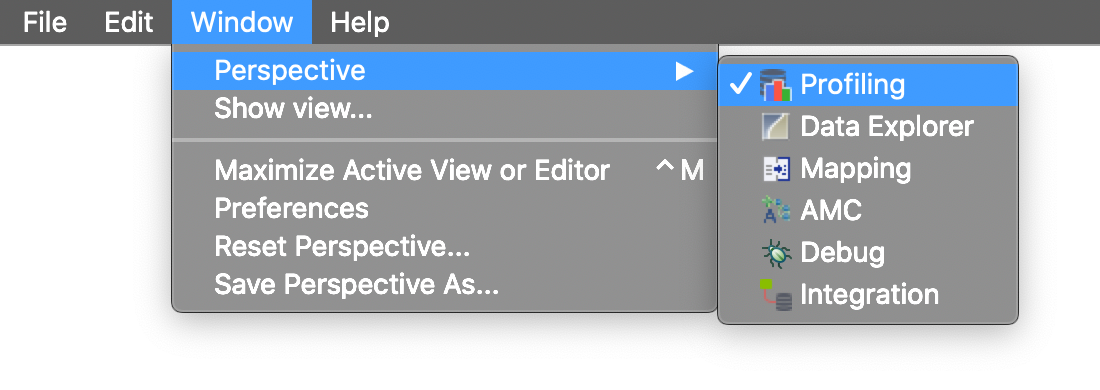 File Edit Window Help
Perspective ▶
Show view...
Maximize Active View or Editor ^ M
Preferences
Reset Perspective...
Save Perspective As...
✓ Profiling
Data Explorer
Mapping
AMC
Debug
Integration